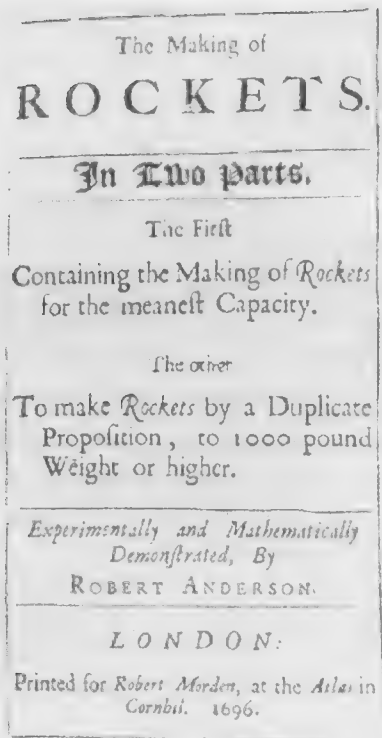 The Making of
ROCKETS.
In Two Parts.
The Firſt
Containing the Making of Rockets
for the meaneſt Capacity.
The other
To make Rockets by a Duplicate
Propoſition, to 1000 pound
Weight or higher.
Experimentally and Mathematically
Demonſtrated, By
ROBERT ANDERSON.
LONDON:
Printed for Robert Morden, at the Atlas in
Cornhil. 1696.